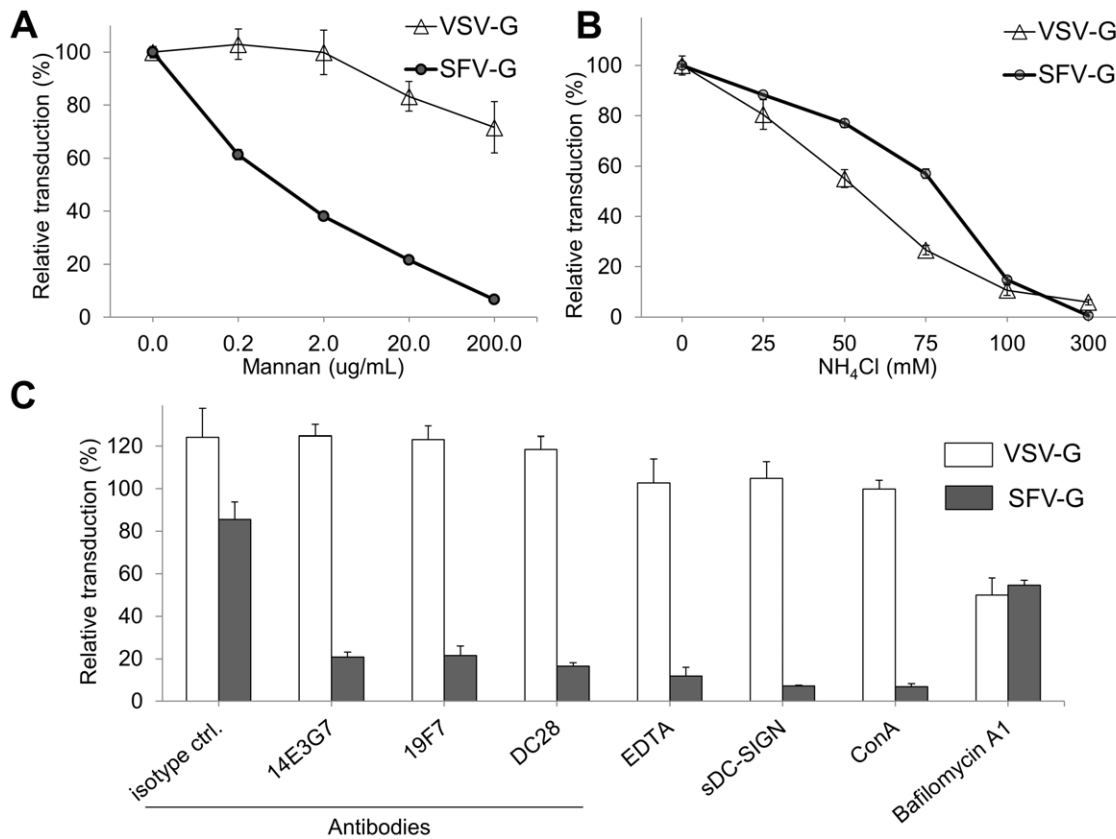 A
B
VSV-G
SFV-G
VSV-G
SFV-G
Relative transduction (%)
100
80
60
40
20
0
0.0 0.2 2.0 20.0 200.0
Mannan (ug/mL)
Relative transduction (%)
100
80
60
40
20
0
0 25 50 75 100 300
NH₄Cl (mM)
C
Relative transduction (%)
120
100
80
60
40
20
0
VSV-G
SFV-G
isotype ctrl.
14E3G7
19F7
DC28
EDTA
sDC-SIGN
ConA
Bafilomycin A1
Antibodies